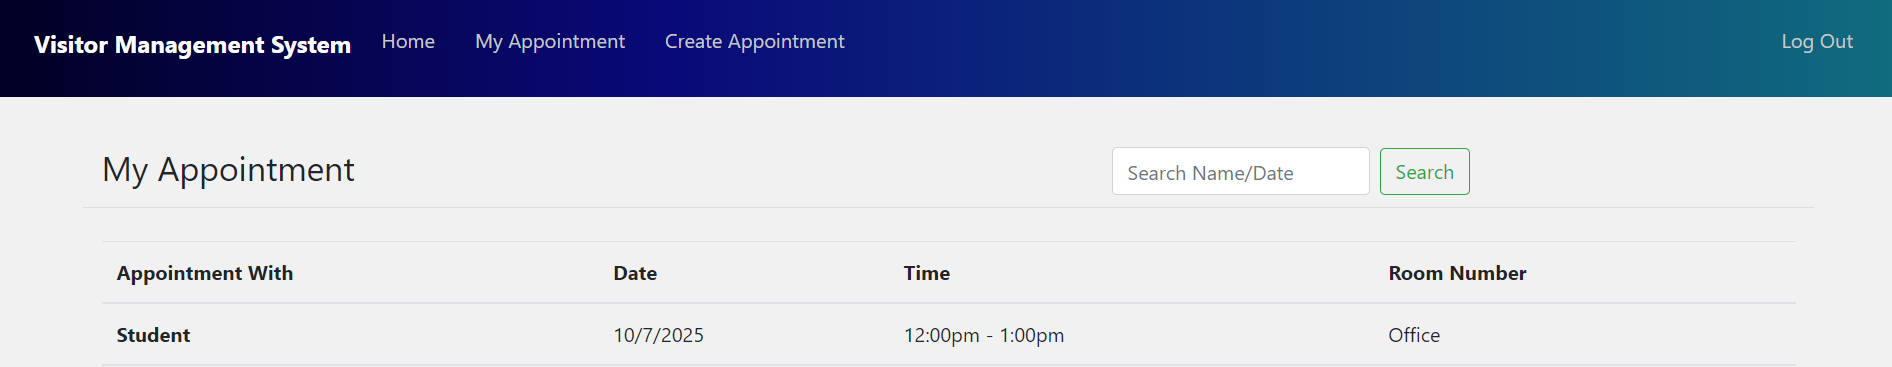 Visitor Management System Home My Appointment Create Appointment Log Out
My Appointment Search Name/Date Search
Appointment With Date Time Room Number
Student 10/7/2025 12:00pm - 1:00pm Office